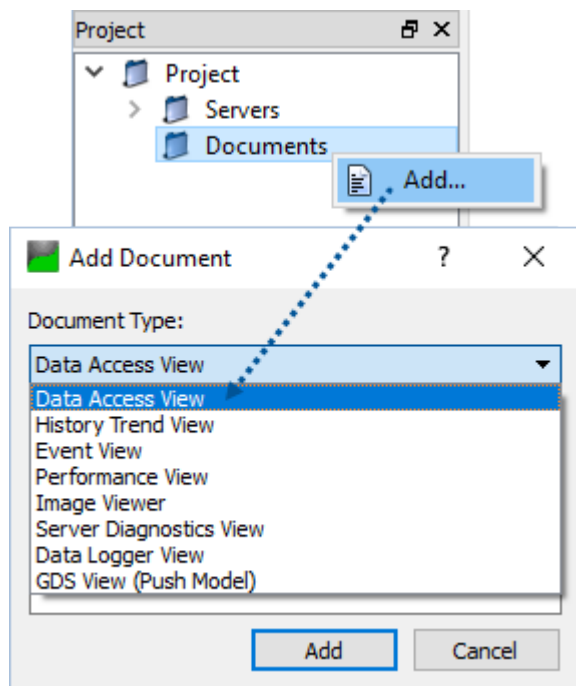 Project
Project
Servers
Documents
Add...
Add Document
?
Document Type:
Data Access View
Data Access View
History Trend View
Event View
Performance View
Image Viewer
Server Diagnostics View
Data Logger View
GDS View (Push Model)
Add Cancel